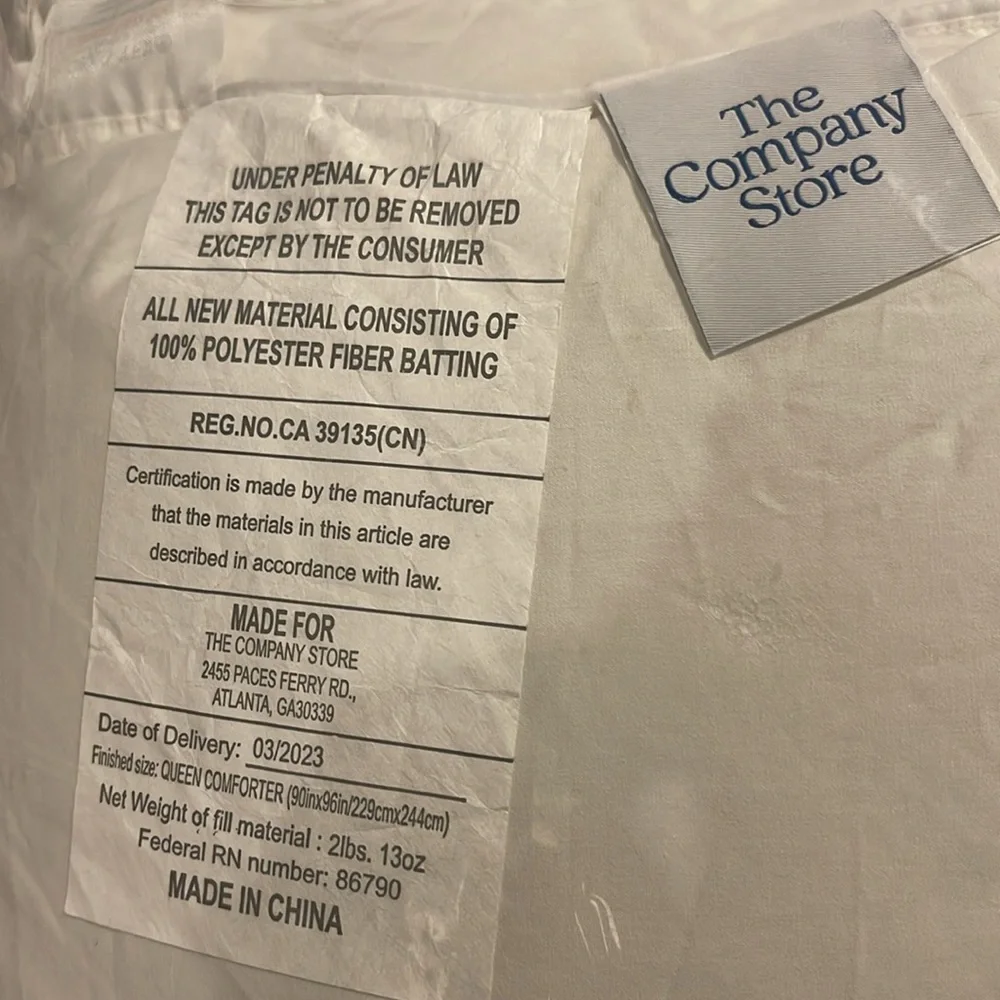 The
Company
Store
UNDER PENALTY OF LAW
THIS TAG IS NOT TO BE REMOVED
EXCEPT BY THE CONSUMER
ALL NEW MATERIAL CONSISTING OF
100% POLYESTER FIBER BATTING
REG.NO.CA 39135(CN)
Certification is made by the manufacturer
that the materials in this article are
described in accordance with law.
MADE FOR
THE COMPANY STORE
2455 PACES FERRY RD.,
ATLANTA, GA30339
Date of Delivery: 03/2023
Finished size: QUEEN COMFORTER (90inx96in/229cmx244cm)
Net Weight of fill material : 2lbs. 13oz
Federal RN number: 86790
MADE IN CHINA